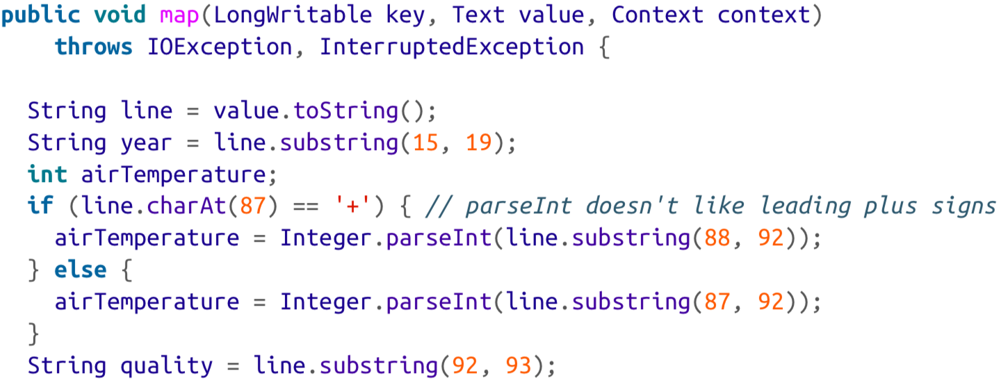 public void map(LongWritable key, Text value, Context context)
    throws IOException, InterruptedException {

  String line = value.toString();
  String year = line.substring(15, 19);
  int airTemperature;
  if (line.charAt(87) == '+') { // parseInt doesn't like leading plus signs
    airTemperature = Integer.parseInt(line.substring(88, 92));
  } else {
    airTemperature = Integer.parseInt(line.substring(87, 92));
  }
  String quality = line.substring(92, 93);